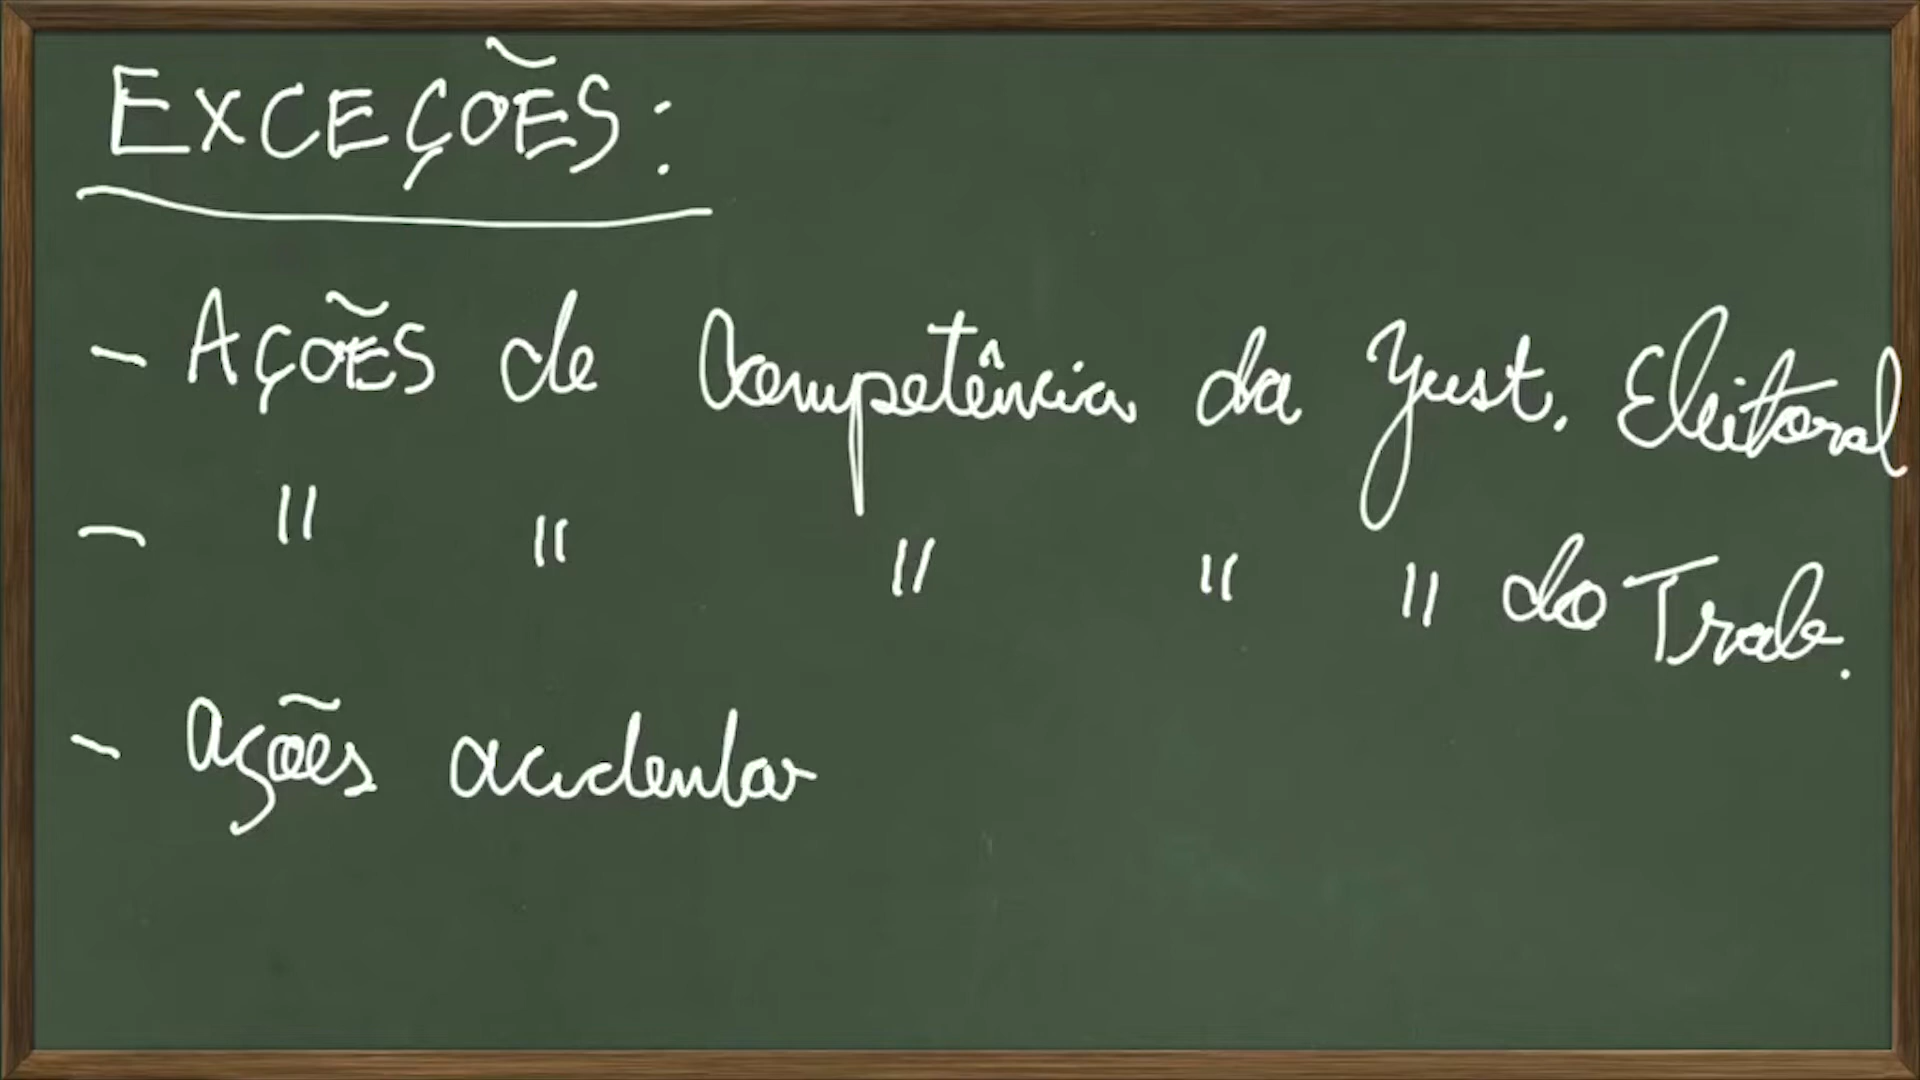 EXCEÇÕES:
- AÇÕES de Competência da Just. Eleitoral
- " " " " " do Trab.
- Ações acidentar